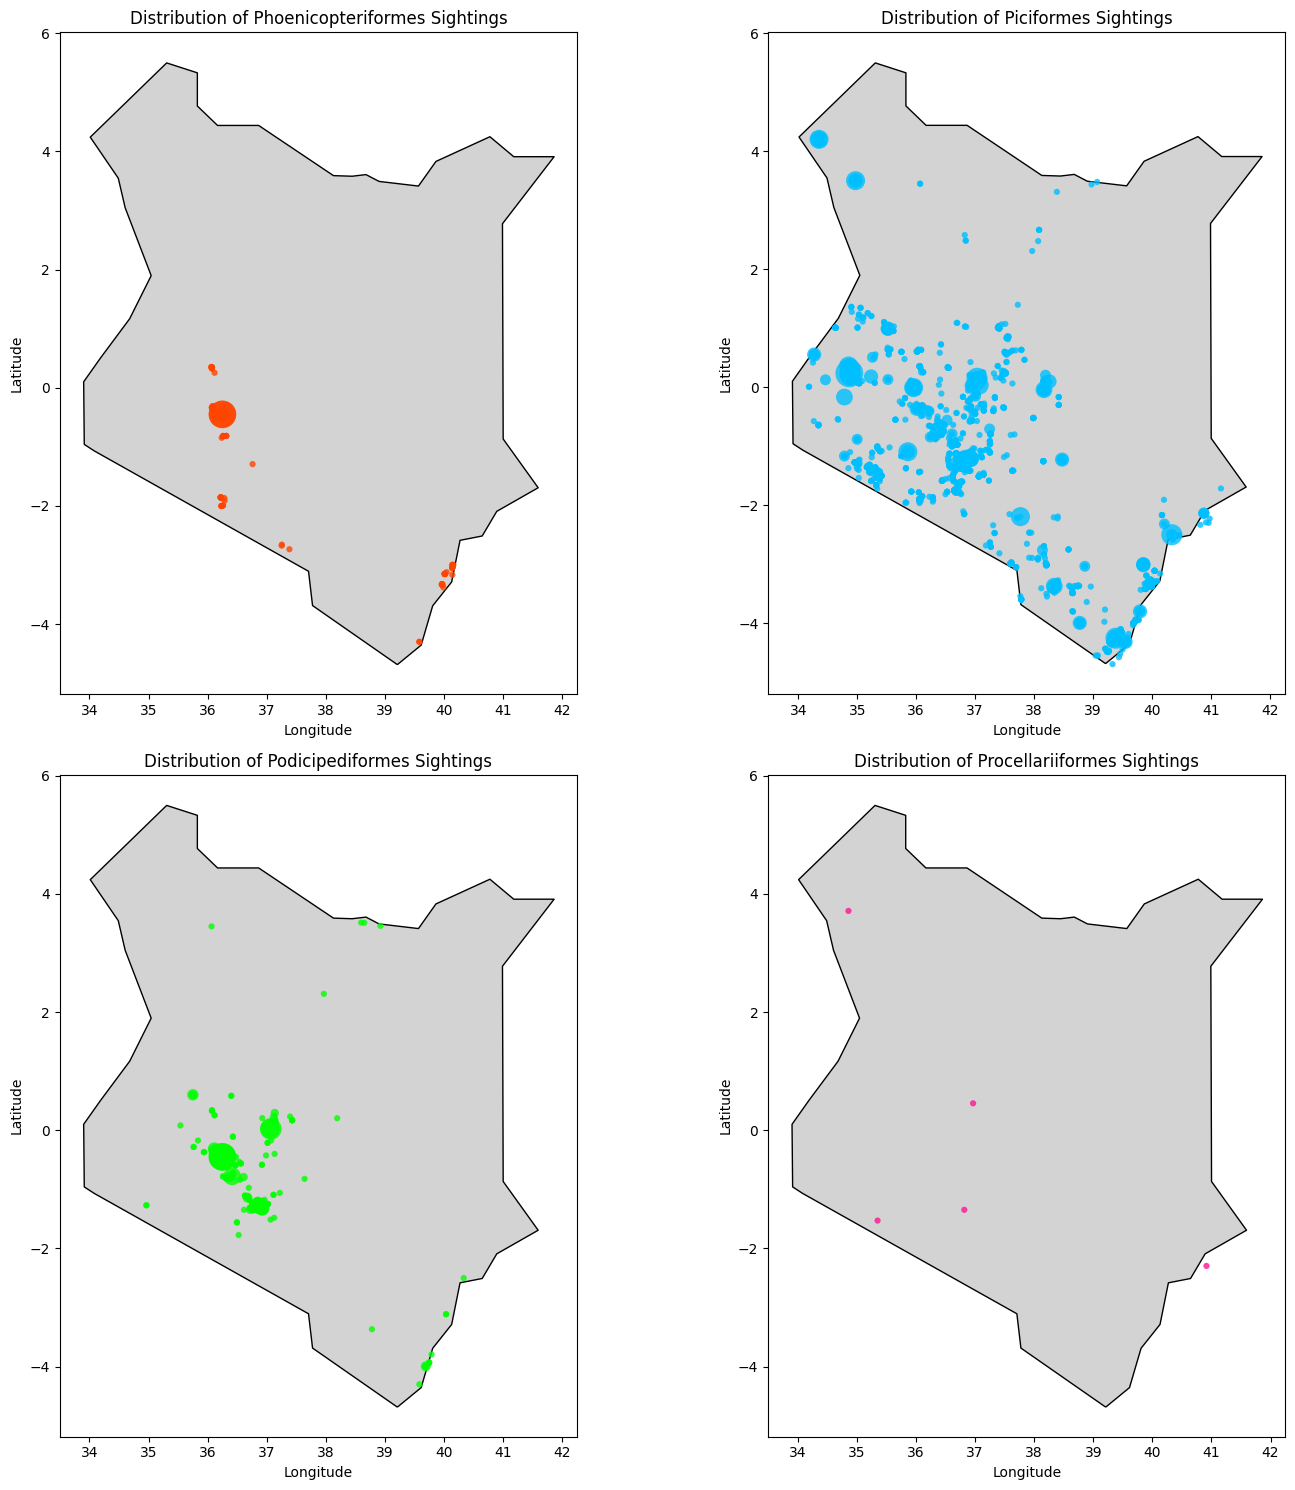 Distribution of Phoenicopteriformes Sightings
6
4
2
0
−2
−4
Latitude
34 35 36 37 38 39 40 41 42
Longitude
Distribution of Piciformes Sightings
6
4
2
0
−2
−4
Latitude
34 35 36 37 38 39 40 41 42
Longitude
Distribution of Podicipediformes Sightings
6
4
2
0
−2
−4
Latitude
34 35 36 37 38 39 40 41 42
Longitude
Distribution of Procellariiformes Sightings
6
4
2
0
−2
−4
Latitude
34 35 36 37 38 39 40 41 42
Longitude